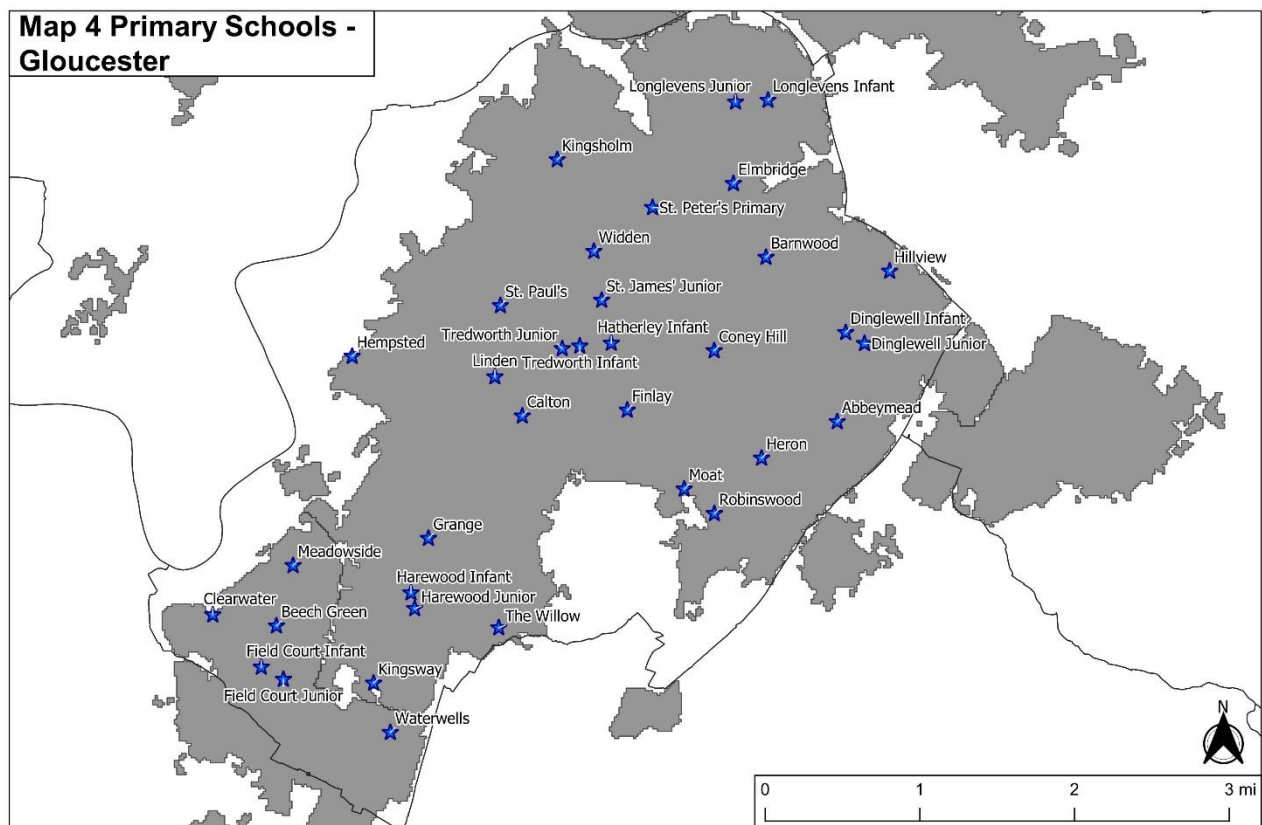 Map 4 Primary Schools -
Gloucester
Longlevens Junior
Longlevens Infant
Kingsholm
Elmbridge
St. Peter's Primary
Widden
Barnwood
Hillview
St. Paul's
St. James' Junior
Dinglewell Infant
Tredworth Junior
Hatherley Infant
Hempsted
Coney Hill
Dinglewell Junior
Linden
Tredworth Infant
Calton
Finlay
Abbeymead
Heron
Moat
Robinswood
Grange
Meadowside
Harewood Infant
Harewood Junior
Clearwater
Beech Green
The Willow
Field Court Infant
Kingsway
Field Court Junior
Waterwells
N
0 1 2 3 mi